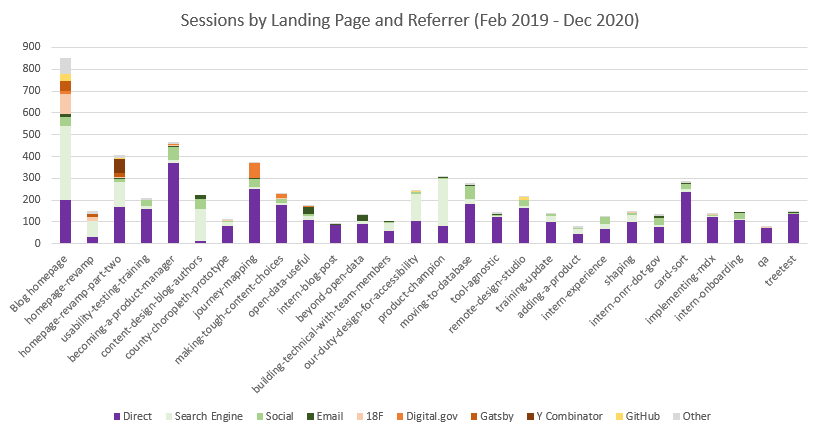 Sessions by Landing Page and Referrer (Feb 2019 - Dec 2020)
900
800
700
600
500
400
300
200
100
0
Blog homepage
homepage-revamp
homepage-revamp-part-two
usability-testing-training
becoming-a-product-manager
content-design-blog-authors
county-choropleth-prototype
journey-mapping
making-tough-content-choices
open-data-useful
intern-blog-post
beyond-open-data
building-technical-with-team-members
our-duty-design-for-accessibility
product-champion
moving-to-database
tool-agnostic
remote-design-studio
training-update
adding-a-product
intern-experience
shaping
intern-onrr-dot-gov
card-sort
implementing-mdx
intern-onboarding
qa
treetest
Direct Search Engine Social Email 18F Digital.gov Gatsby Y Combinator GitHub Other